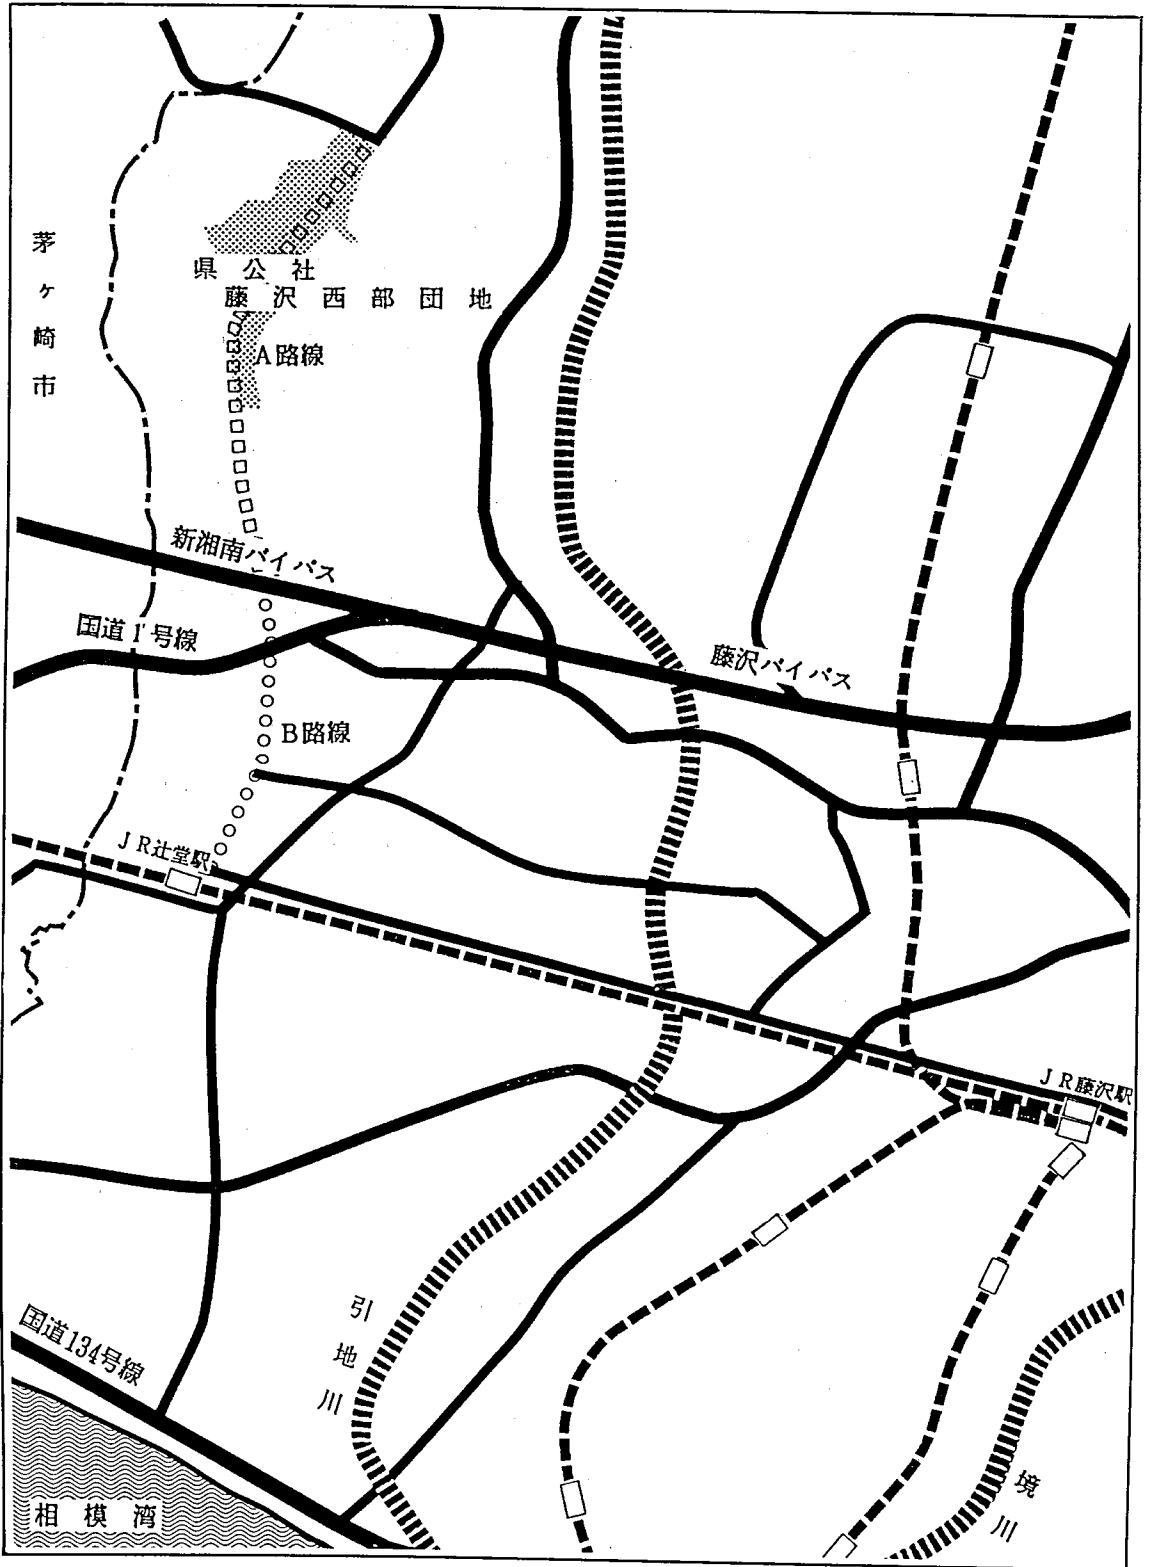 茅ヶ崎市
県公社
藤沢西部団地
A路線
新湘南バイパス
国道1号線
藤沢バイパス
B路線
JR辻堂駅
JR藤沢駅
引地川
国道134号線
境川
相模湾